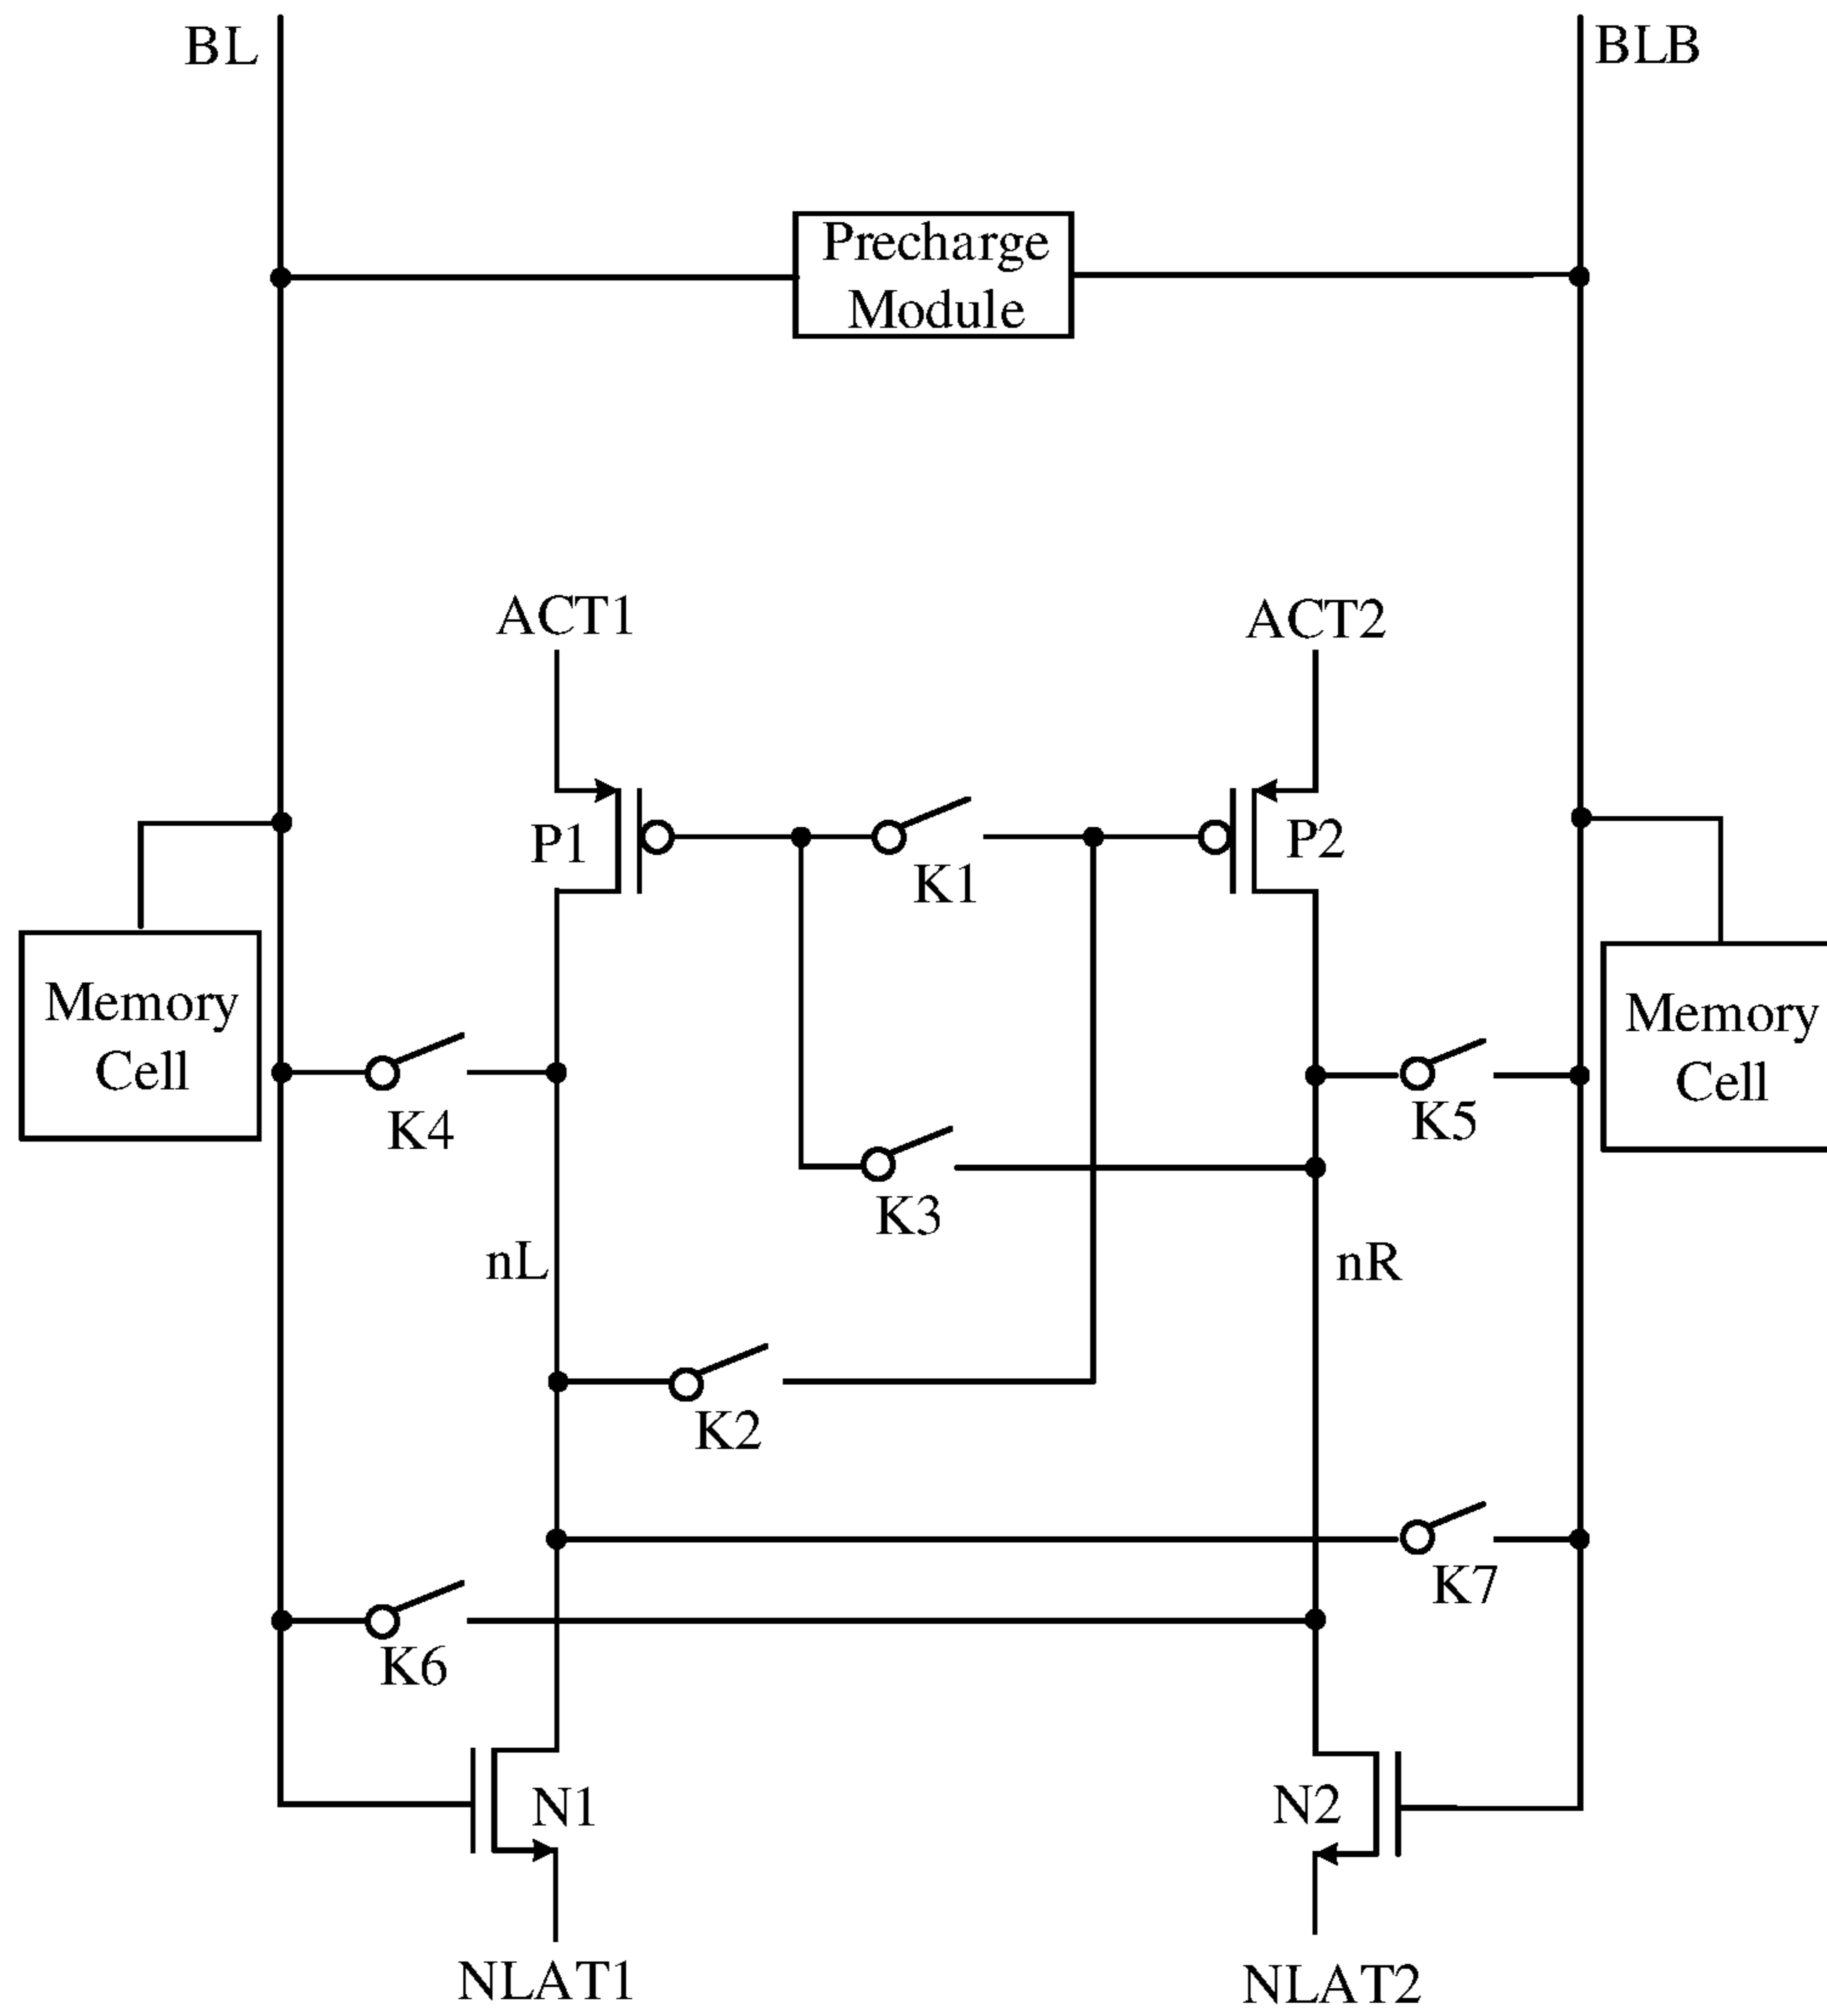 BL
BLB
Precharge
Module
ACT1
ACT2
P1
P2
K1
Memory
Cell
Memory
Cell
K4
K5
K3
nL
nR
K2
K7
K6
N1
N2
NLAT1
NLAT2